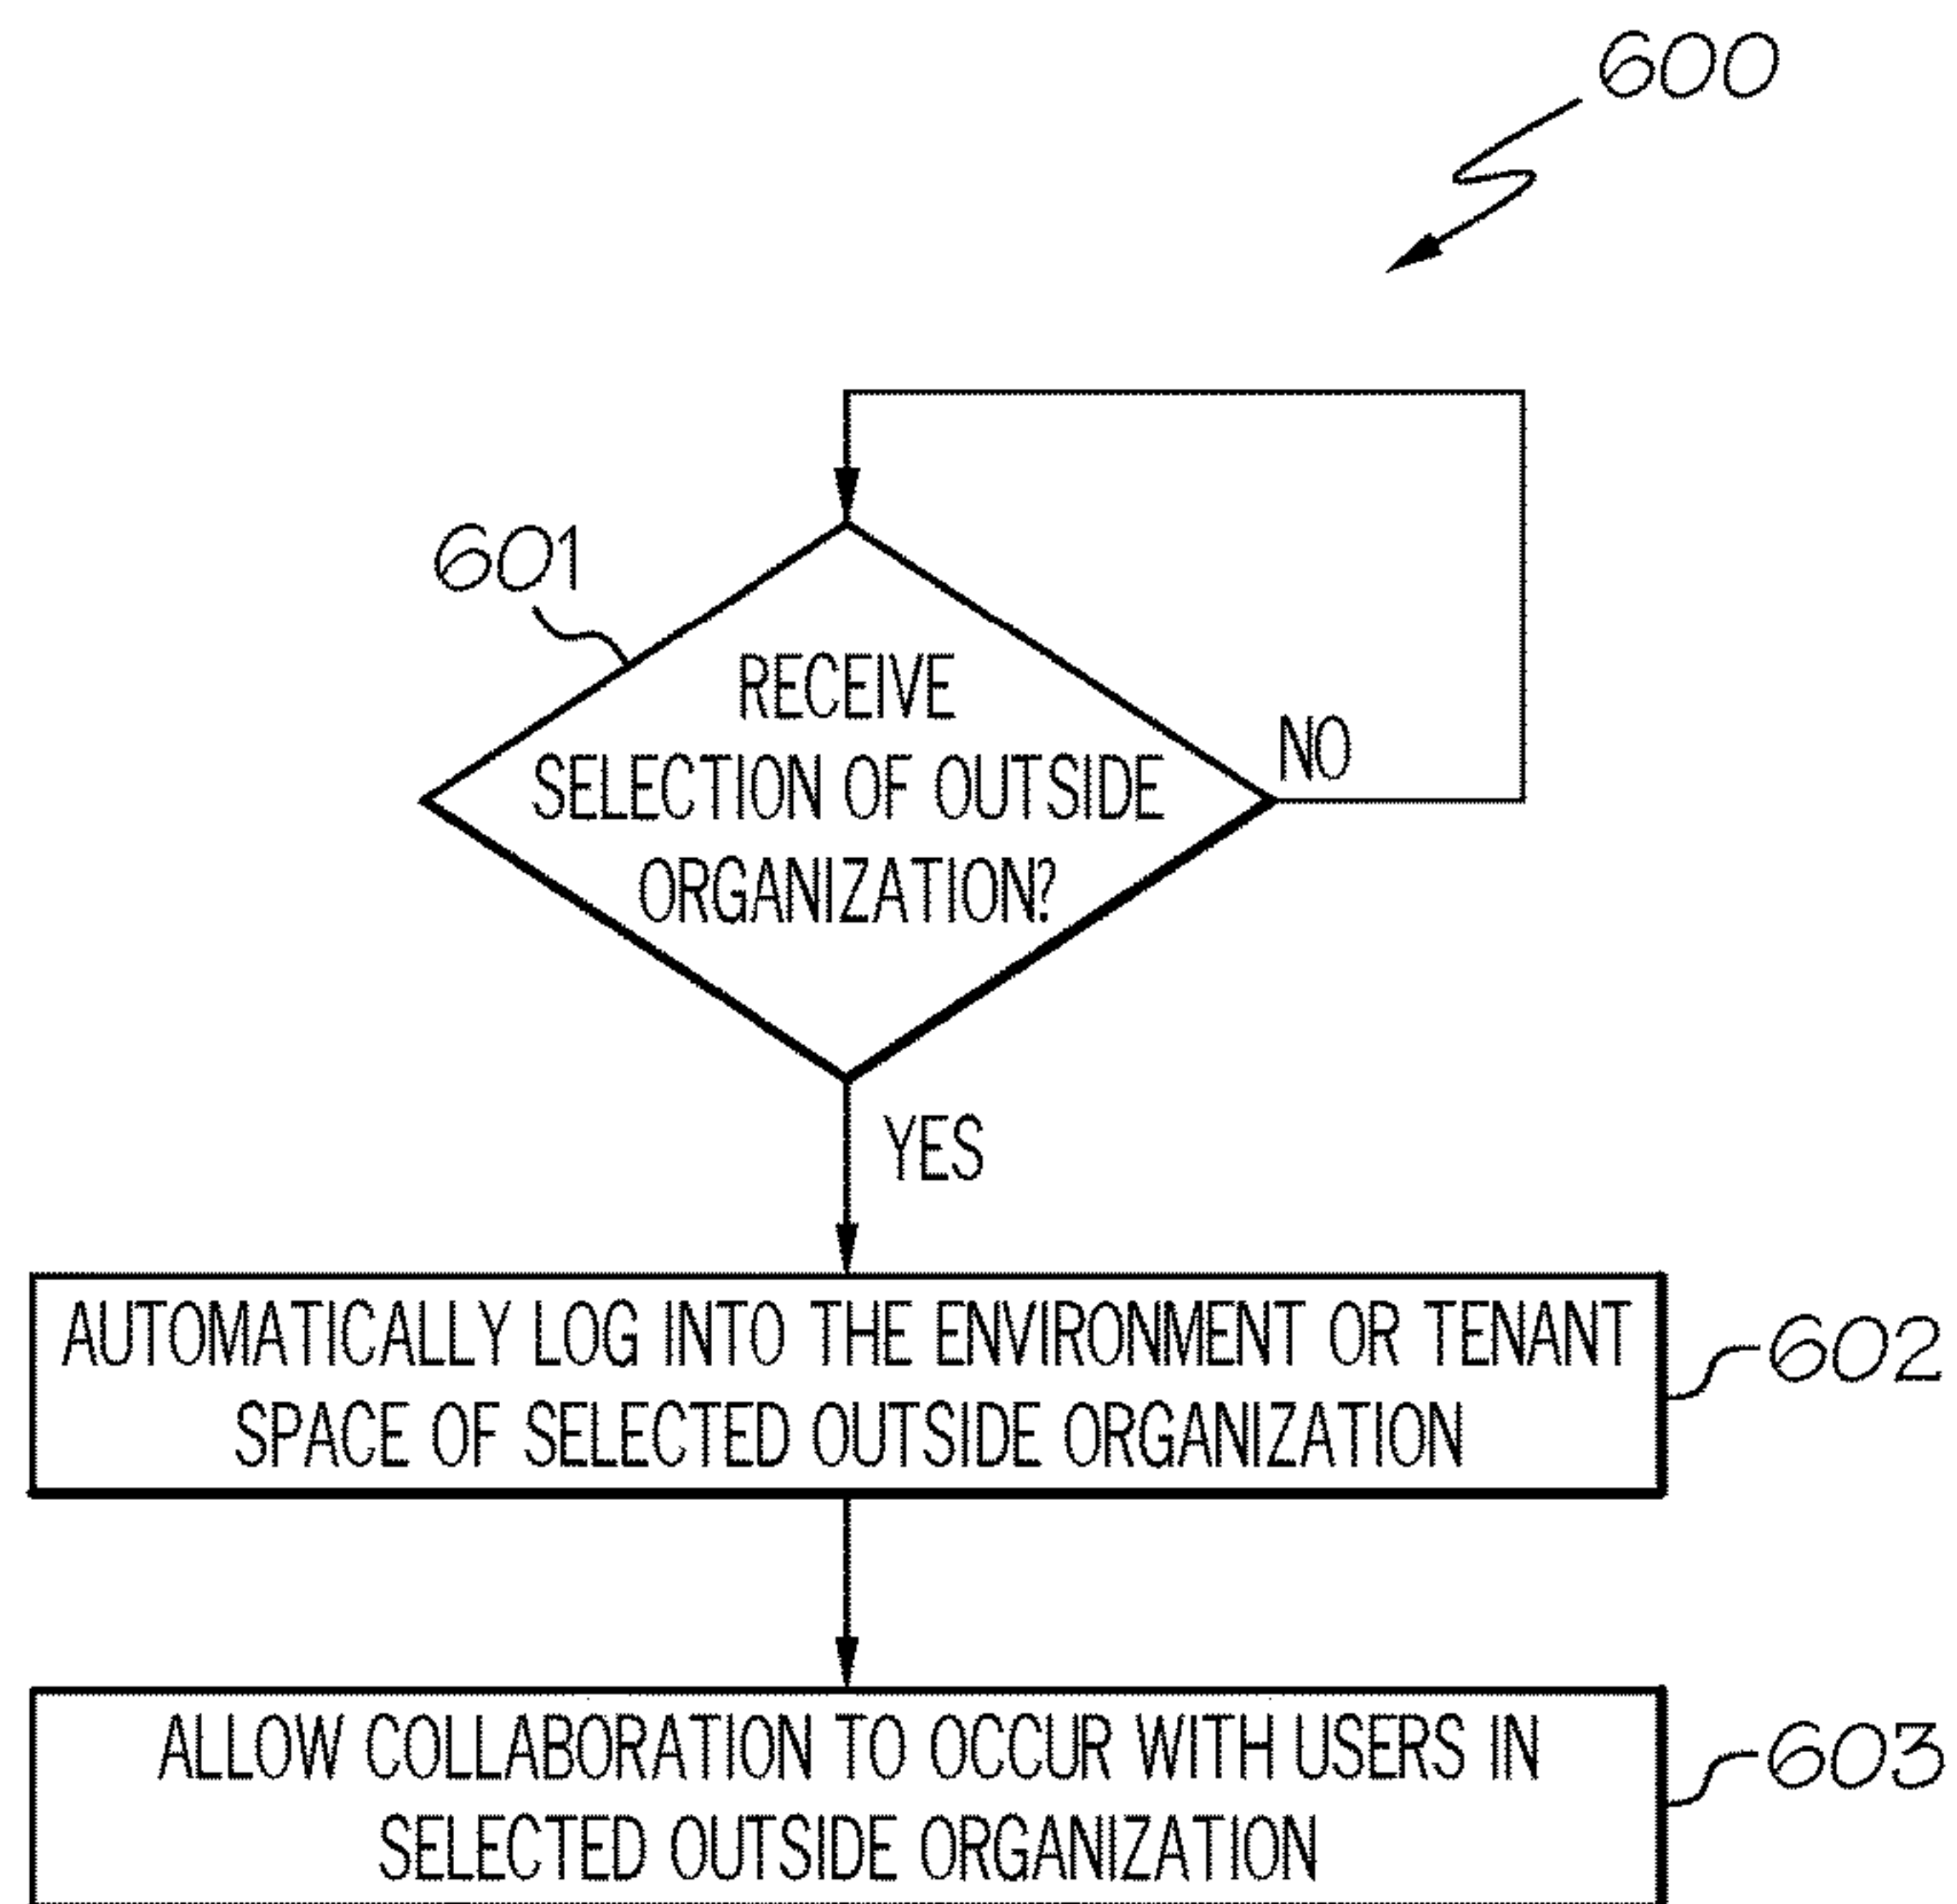 600
601
RECEIVE
SELECTION OF OUTSIDE
ORGANIZATION?
NO
YES
AUTOMATICALLY LOG INTO THE ENVIRONMENT OR TENANT
SPACE OF SELECTED OUTSIDE ORGANIZATION
602
ALLOW COLLABORATION TO OCCUR WITH USERS IN
SELECTED OUTSIDE ORGANIZATION
603